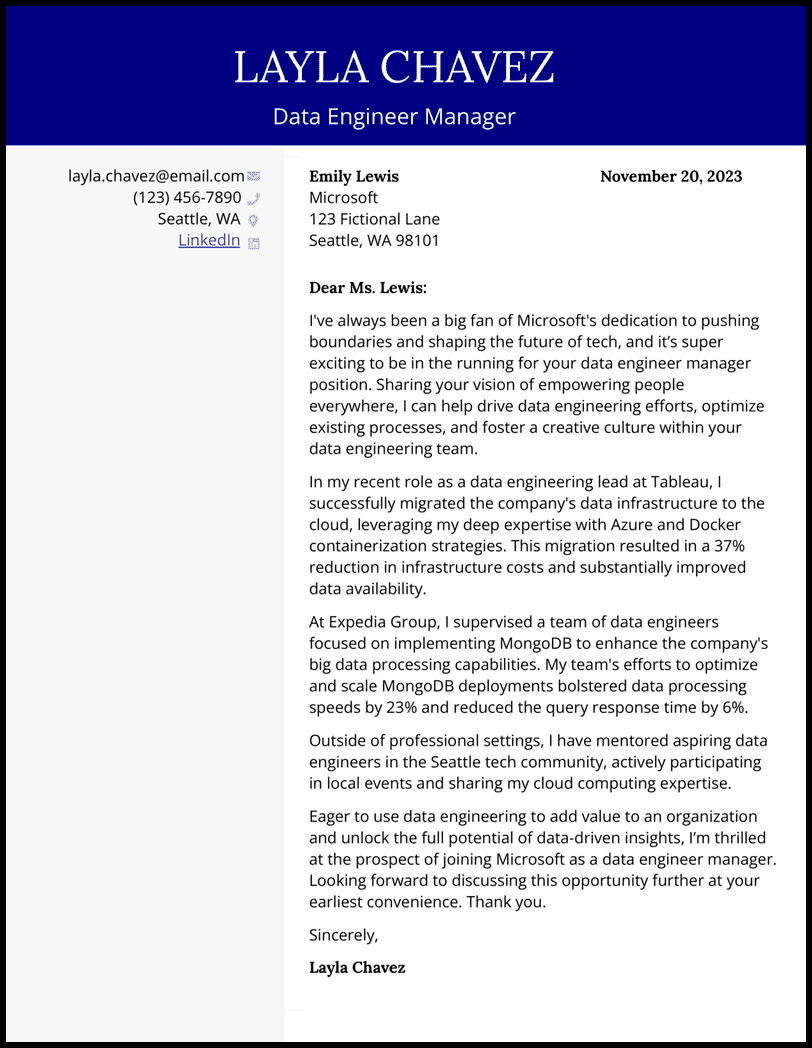 LAYLA CHAVEZ
Data Engineer Manager
layla.chavez@email.com
(123) 456-7890
Seattle, WA
LinkedIn
Emily Lewis November 20, 2023
Microsoft
123 Fictional Lane
Seattle, WA 98101
Dear Ms. Lewis:
I've always been a big fan of Microsoft's dedication to pushing
boundaries and shaping the future of tech, and it’s super
exciting to be in the running for your data engineer manager
position. Sharing your vision of empowering people
everywhere, I can help drive data engineering efforts, optimize
existing processes, and foster a creative culture within your
data engineering team.
In my recent role as a data engineering lead at Tableau, I
successfully migrated the company's data infrastructure to the
cloud, leveraging my deep expertise with Azure and Docker
containerization strategies. This migration resulted in a 37%
reduction in infrastructure costs and substantially improved
data availability.
At Expedia Group, I supervised a team of data engineers
focused on implementing MongoDB to enhance the company's
big data processing capabilities. My team's efforts to optimize
and scale MongoDB deployments bolstered data processing
speeds by 23% and reduced the query response time by 6%.
Outside of professional settings, I have mentored aspiring data
engineers in the Seattle tech community, actively participating
in local events and sharing my cloud computing expertise.
Eager to use data engineering to add value to an organization
and unlock the full potential of data-driven insights, I’m thrilled
at the prospect of joining Microsoft as a data engineer manager.
Looking forward to discussing this opportunity further at your
earliest convenience. Thank you.
Sincerely,
Layla Chavez